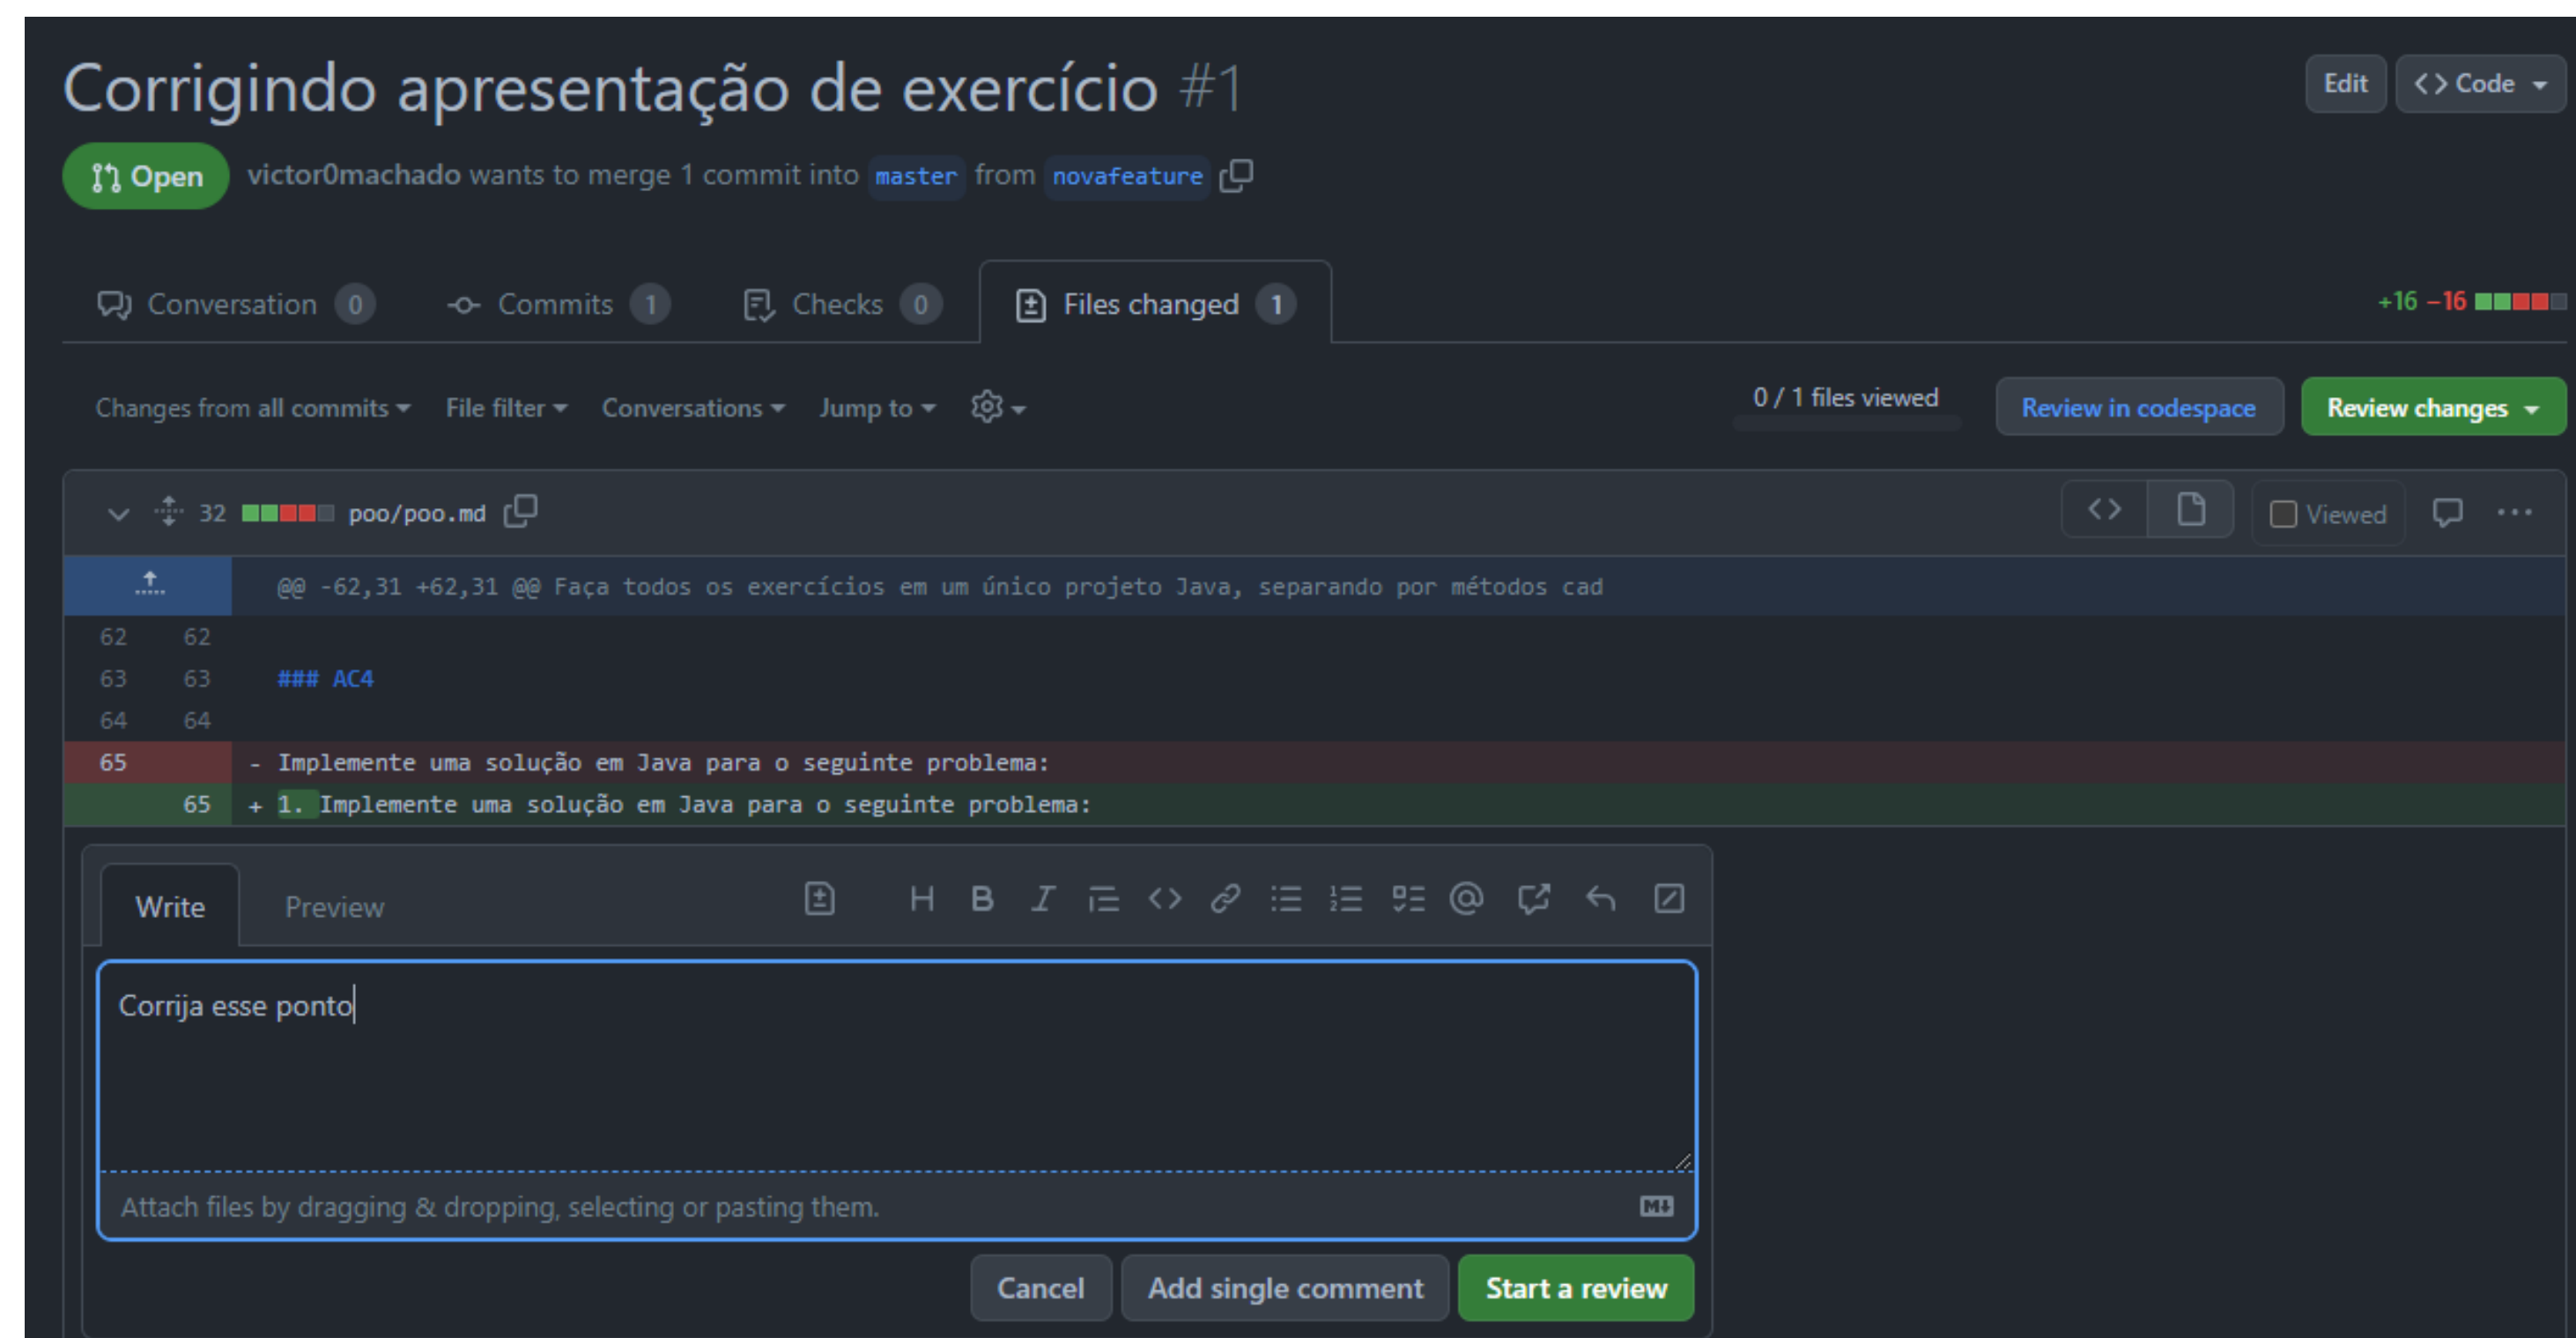 Corrigindo apresentação de exercício #1
Edit
Code
Open
victor0machado wants to merge 1 commit into master from novafeature
Conversation 0
Commits 1
Checks 0
Files changed 1
+16 −16
Changes from all commits
File filter
Conversations
Jump to
0 / 1 files viewed
Review in codespace
Review changes
32 poo/poo.md
Viewed
@@ -62,31 +62,31 @@ Faça todos os exercícios em um único projeto Java, separando por métodos cad
62 62
63 63 ### AC4
64 64
65 - Implemente uma solução em Java para o seguinte problema:
65 + 1. Implemente uma solução em Java para o seguinte problema:
Write
Preview
Corrija esse ponto
Attach files by dragging & dropping, selecting or pasting them.
Cancel
Add single comment
Start a review